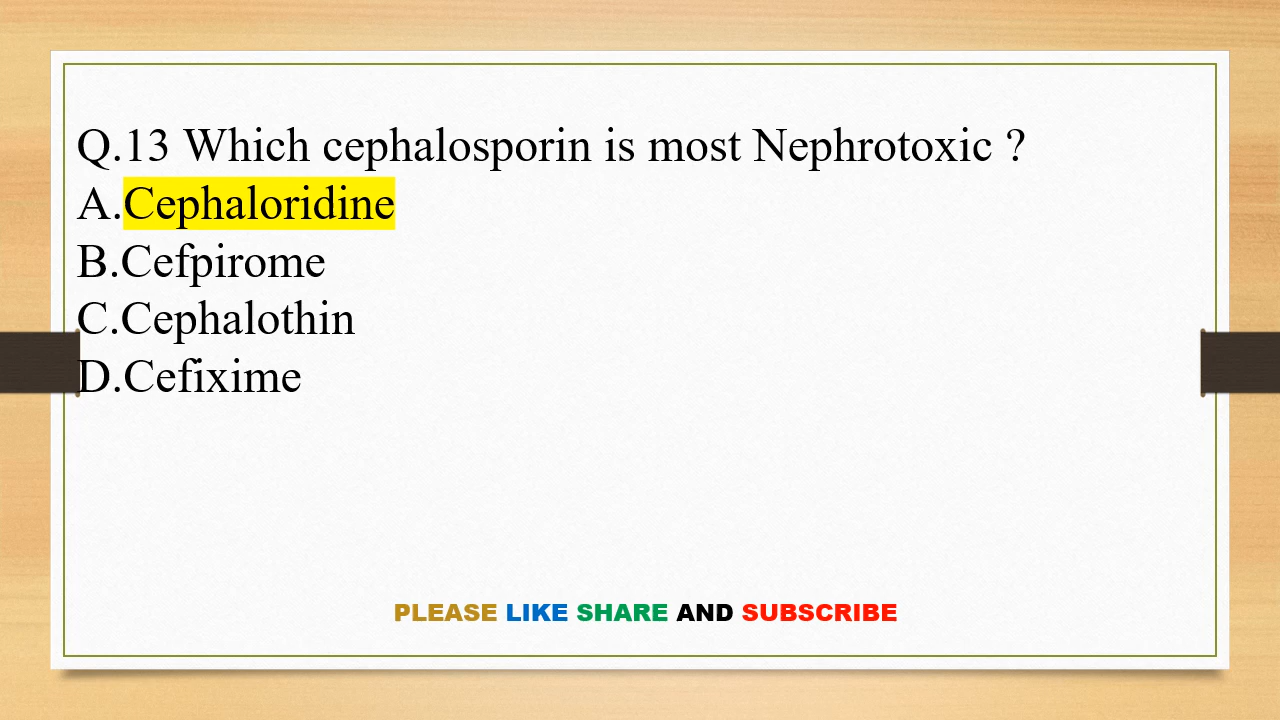 Q.13 Which cephalosporin is most Nephrotoxic ?
A.Cephaloridine
B.Cefpirome
C.Cephalothin
D.Cefixime
PLEASE LIKE SHARE AND SUBSCRIBE